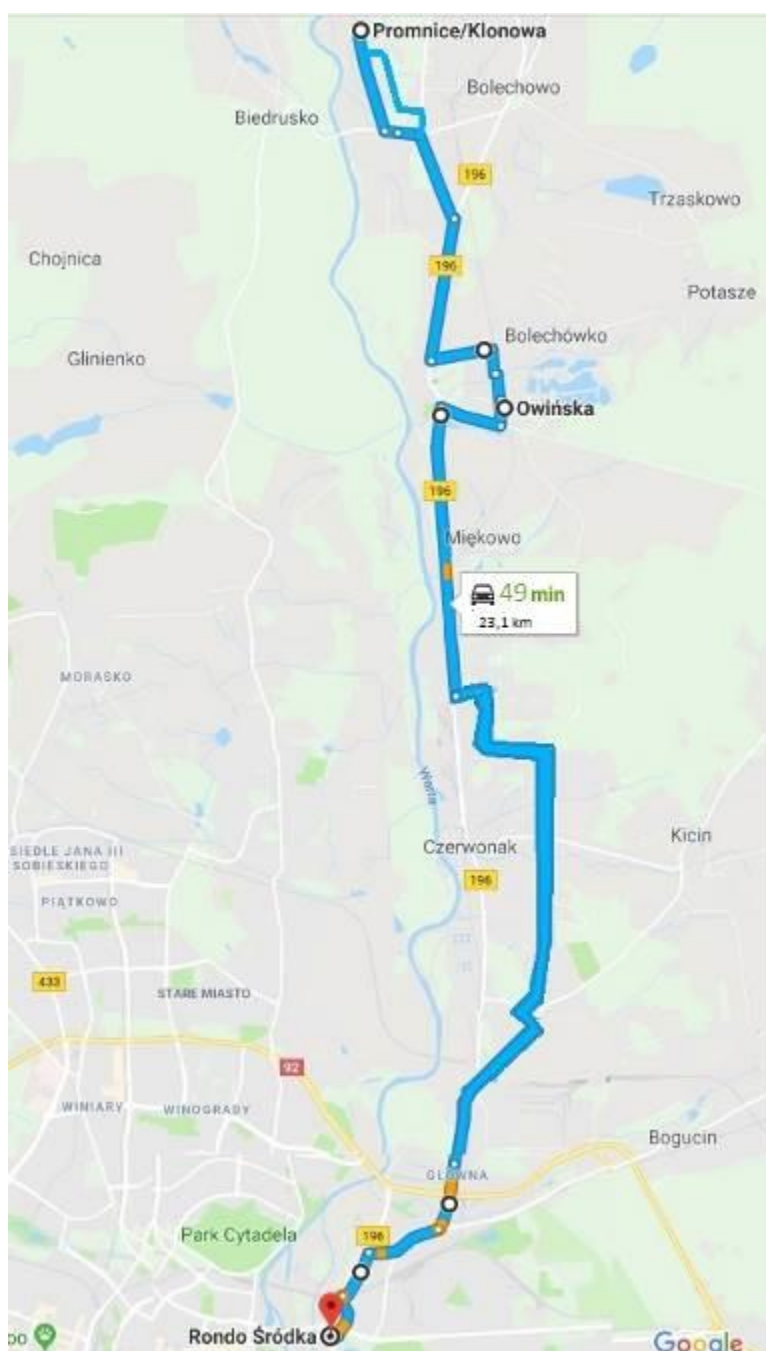 Promnice/Klonowa
Bolechowo
Biedrusko
196
Trzaskowo
Chojnica
196
Potasze
Bolechówko
Glinienko
Owińska
196
Miękowo
49 min
23,1 km
MORASKO
Warta
Czerwonak
Kicin
SIEDLE JANA III
SOBIESKIEGO
196
PIĄTKOWO
433
STARE MIASTO
92
WINIARY
WINOGRADY
Bogucin
GŁÓWNA
Park Cytadela
196
Rondo Śródka
oo
Google